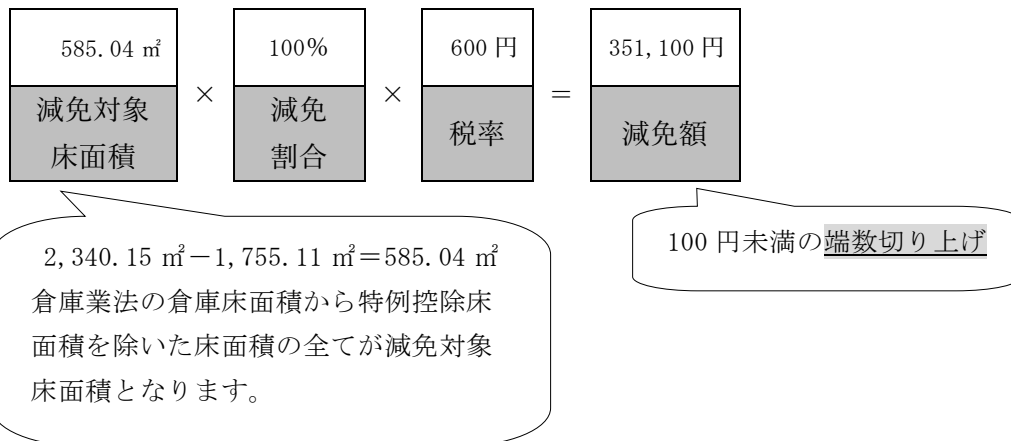 585.04 ㎡ × 100% × 600 円 = 351,100 円
減免対象
床面積
減免
割合
税率
減免額
2,340.15 ㎡－1,755.11 ㎡＝585.04 ㎡
倉庫業法の倉庫床面積から特例控除床
面積を除いた床面積の全てが減免対象
床面積となります。
100 円未満の端数切り上げ